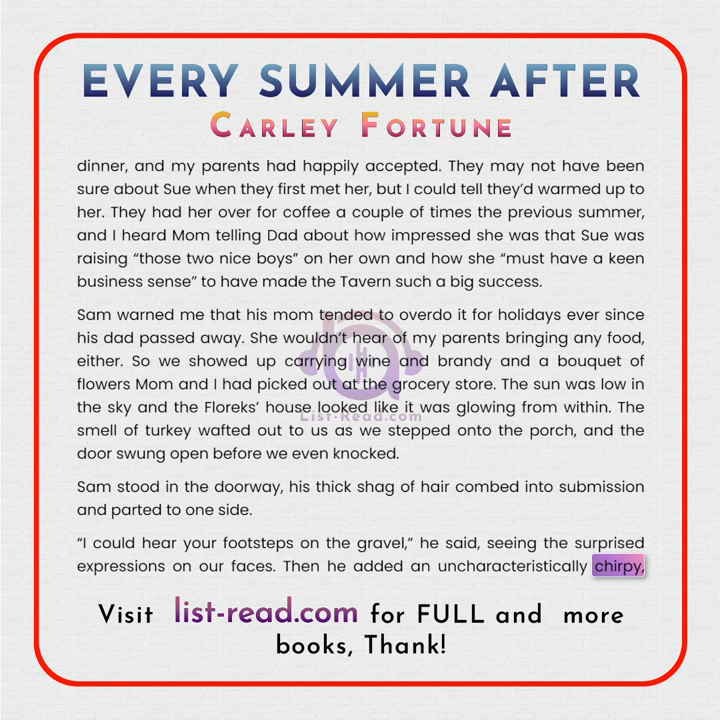 EVERY SUMMER AFTER
CARLEY FORTUNE
dinner, and my parents had happily accepted. They may not have been
sure about Sue when they first met her, but I could tell they’d warmed up to
her. They had her over for coffee a couple of times the previous summer,
and I heard Mom telling Dad about how impressed she was that Sue was
raising “those two nice boys” on her own and how she “must have a keen
business sense” to have made the Tavern such a big success.
Sam warned me that his mom tended to overdo it for holidays ever since
his dad passed away. She wouldn’t hear of my parents bringing any food,
either. So we showed up carrying wine and brandy and a bouquet of
flowers Mom and I had picked out at the grocery store. The sun was low in
the sky and the Floreks’ house looked like it was glowing from within. The
List-Read.com
smell of turkey wafted out to us as we stepped onto the porch, and the
door swung open before we even knocked.
Sam stood in the doorway, his thick shag of hair combed into submission
and parted to one side.
“I could hear your footsteps on the gravel,” he said, seeing the surprised
expressions on our faces. Then he added an uncharacteristically chirpy,
Visit list-read.com for FULL and more
books, Thank!